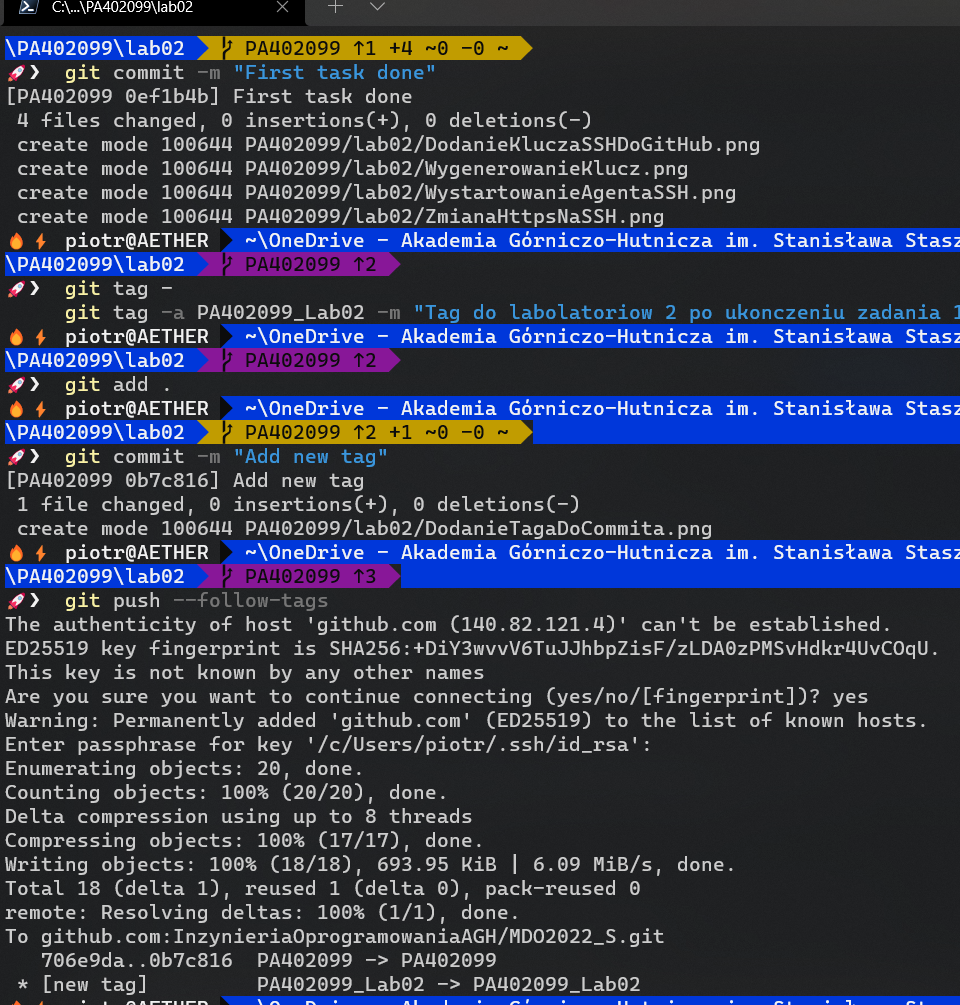 C:\...\PA402099\lab02
\PA402099\lab02 PA402099 ↑1 +4 ~0 -0 ~
❯ git commit -m "First task done"
[PA402099 0ef1b4b] First task done
4 files changed, 0 insertions(+), 0 deletions(-)
create mode 100644 PA402099/lab02/DodanieKluczaSSHDoGitHub.png
create mode 100644 PA402099/lab02/WygenerowanieKlucz.png
create mode 100644 PA402099/lab02/WystartowanieAgentaSSH.png
create mode 100644 PA402099/lab02/ZmianaHttpsNaSSH.png
piotr@AETHER ~\OneDrive - Akademia Górniczo-Hutnicza im. Stanisława Stasz
\PA402099\lab02 PA402099 ↑2
❯ git tag -
git tag -a PA402099_Lab02 -m "Tag do labolatoriow 2 po ukonczeniu zadania 1
piotr@AETHER ~\OneDrive - Akademia Górniczo-Hutnicza im. Stanisława Stasz
\PA402099\lab02 PA402099 ↑2
❯ git add .
piotr@AETHER ~\OneDrive - Akademia Górniczo-Hutnicza im. Stanisława Stasz
\PA402099\lab02 PA402099 ↑2 +1 ~0 -0 ~
❯ git commit -m "Add new tag"
[PA402099 0b7c816] Add new tag
1 file changed, 0 insertions(+), 0 deletions(-)
create mode 100644 PA402099/lab02/DodanieTagaDoCommita.png
piotr@AETHER ~\OneDrive - Akademia Górniczo-Hutnicza im. Stanisława Stasz
\PA402099\lab02 PA402099 ↑3
❯ git push --follow-tags
The authenticity of host 'github.com (140.82.121.4)' can't be established.
ED25519 key fingerprint is SHA256:+DiY3wvvV6TuJJhbpZisF/zLDA0zPMSvHdkr4UvCOqU.
This key is not known by any other names
Are you sure you want to continue connecting (yes/no/[fingerprint])? yes
Warning: Permanently added 'github.com' (ED25519) to the list of known hosts.
Enter passphrase for key '/c/Users/piotr/.ssh/id_rsa':
Enumerating objects: 20, done.
Counting objects: 100% (20/20), done.
Delta compression using up to 8 threads
Compressing objects: 100% (17/17), done.
Writing objects: 100% (18/18), 693.95 KiB | 6.09 MiB/s, done.
Total 18 (delta 1), reused 1 (delta 0), pack-reused 0
remote: Resolving deltas: 100% (1/1), done.
To github.com:InzynieriaOprogramowaniaAGH/MDO2022_S.git
706e9da..0b7c816 PA402099 -> PA402099
* [new tag] PA402099_Lab02 -> PA402099_Lab02